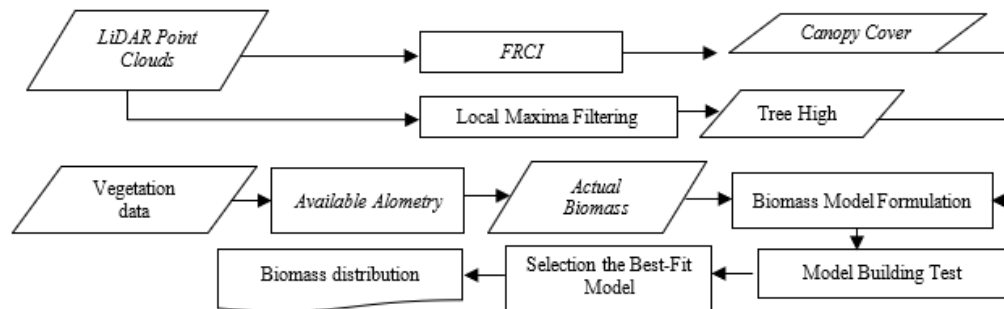 LiDAR Point
Clouds
FRCI
Canopy Cover
Local Maxima Filtering
Tree High
Vegetation
data
Available Alometry
Actual
Biomass
Biomass Model Formulation
Biomass distribution
Selection the Best-Fit
Model
Model Building Test